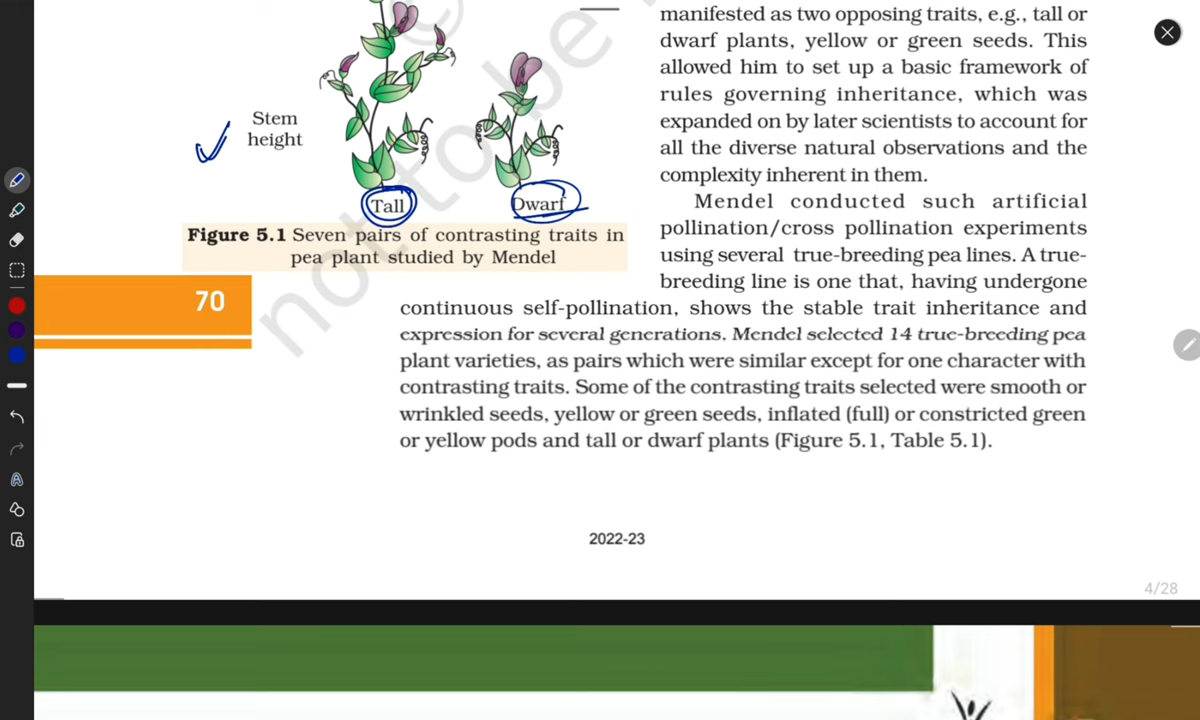 manifested as two opposing traits, e.g., tall or
dwarf plants, yellow or green seeds. This
allowed him to set up a basic framework of
rules governing inheritance, which was
expanded on by later scientists to account for
all the diverse natural observations and the
complexity inherent in them.
Mendel conducted such artificial
pollination/cross pollination experiments
using several true-breeding pea lines. A true-
breeding line is one that, having undergone
continuous self-pollination, shows the stable trait inheritance and
expression for several generations. Mendel selected 14 true-breeding pea
plant varieties, as pairs which were similar except for one character with
contrasting traits. Some of the contrasting traits selected were smooth or
wrinkled seeds, yellow or green seeds, inflated (full) or constricted green
or yellow pods and tall or dwarf plants (Figure 5.1, Table 5.1).
Stem
height
Tall
Dwarf
Figure 5.1 Seven pairs of contrasting traits in
pea plant studied by Mendel
70
not to be
2022-23
4/28